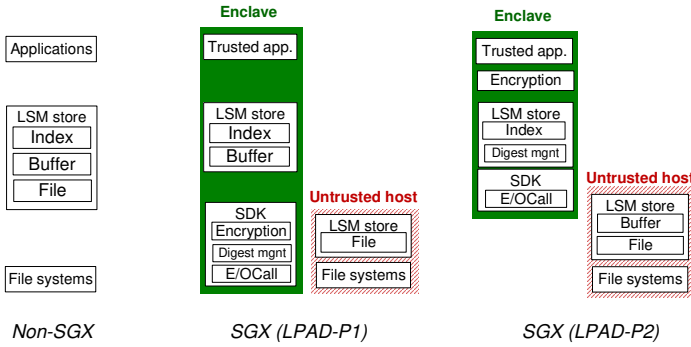 Enclave
Enclave
Applications
Trusted app.
Trusted app.
Encryption
LSM store
Index
Buffer
File
LSM store
Index
Buffer
LSM store
Index
Digest mgnt
SDK
E/OCall
Untrusted host
Untrusted host
SDK
Encryption
Digest mgnt
E/OCall
LSM store
File
File systems
LSM store
Buffer
File
File systems
File systems
Non-SGX
SGX (LPAD-P1)
SGX (LPAD-P2)